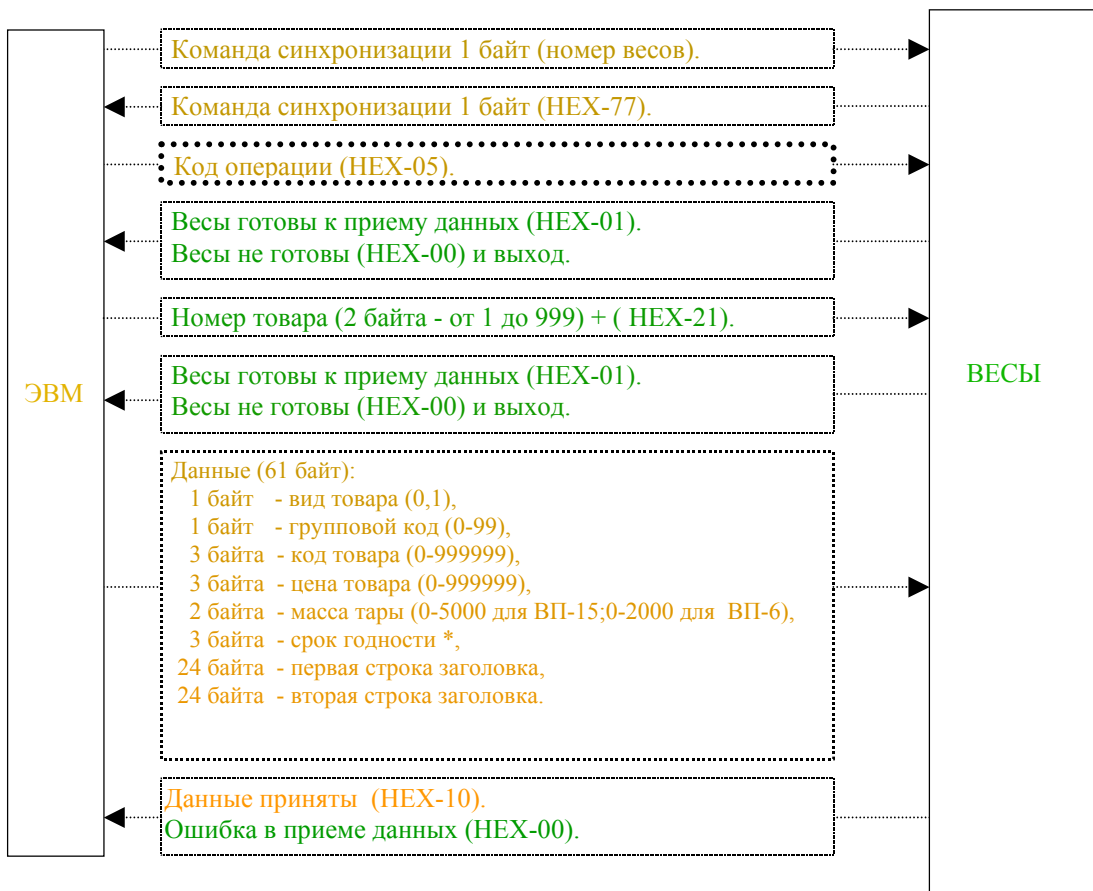 Команда синхронизации 1 байт (номер весов).
Команда синхронизации 1 байт (HEX-77).
Код операции (HEX-05).
Весы готовы к приему данных (HEX-01).
Весы не готовы (HEX-00) и выход.
Номер товара (2 байта - от 1 до 999) + ( HEX-21).
ЭВМ
Весы готовы к приему данных (HEX-01).
Весы не готовы (HEX-00) и выход.
ВЕСЫ
Данные (61 байт):
1 байт - вид товара (0,1),
1 байт - групповой код (0-99),
3 байта - код товара (0-999999),
3 байта - цена товара (0-999999),
2 байта - масса тары (0-5000 для ВП-15;0-2000 для ВП-6),
3 байта - срок годности *,
24 байта - первая строка заголовка,
24 байта - вторая строка заголовка.
Данные приняты (HEX-10).
Ошибка в приеме данных (HEX-00).